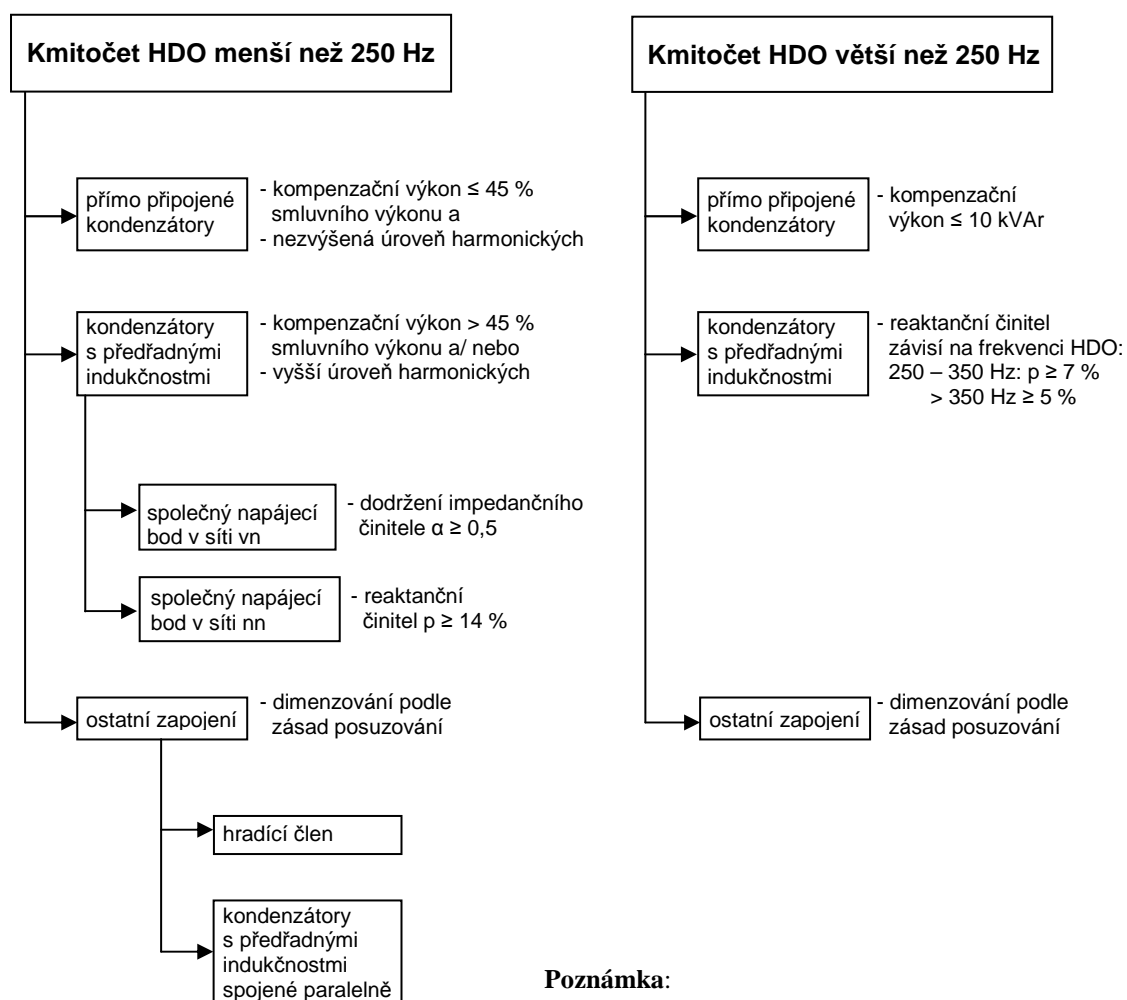 Kmitočet HDO menší než 250 Hz
přímo připojené
kondenzátory
- kompenzační výkon ≤ 45 %
smluvního výkonu a
- nezvýšená úroveň harmonických
kondenzátory
s předřadnými
indukčnostmi
- kompenzační výkon > 45 %
smluvního výkonu a/ nebo
- vyšší úroveň harmonických
společný napájecí
bod v síti vn
- dodržení impedančního
činitele α ≥ 0,5
společný napájecí
bod v síti nn
- reaktanční
činitel p ≥ 14 %
ostatní zapojení
- dimenzování podle
zásad posuzování
hradící člen
kondenzátory
s předřadnými
indukčnostmi
spojené paralelně
Kmitočet HDO větší než 250 Hz
přímo připojené
kondenzátory
- kompenzační
výkon ≤ 10 kVAr
kondenzátory
s předřadnými
indukčnostmi
- reaktanční činitel
závisí na frekvenci HDO:
250 – 350 Hz: p ≥ 7 %
> 350 Hz ≥ 5 %
ostatní zapojení
- dimenzování podle
zásad posuzování
Poznámka: